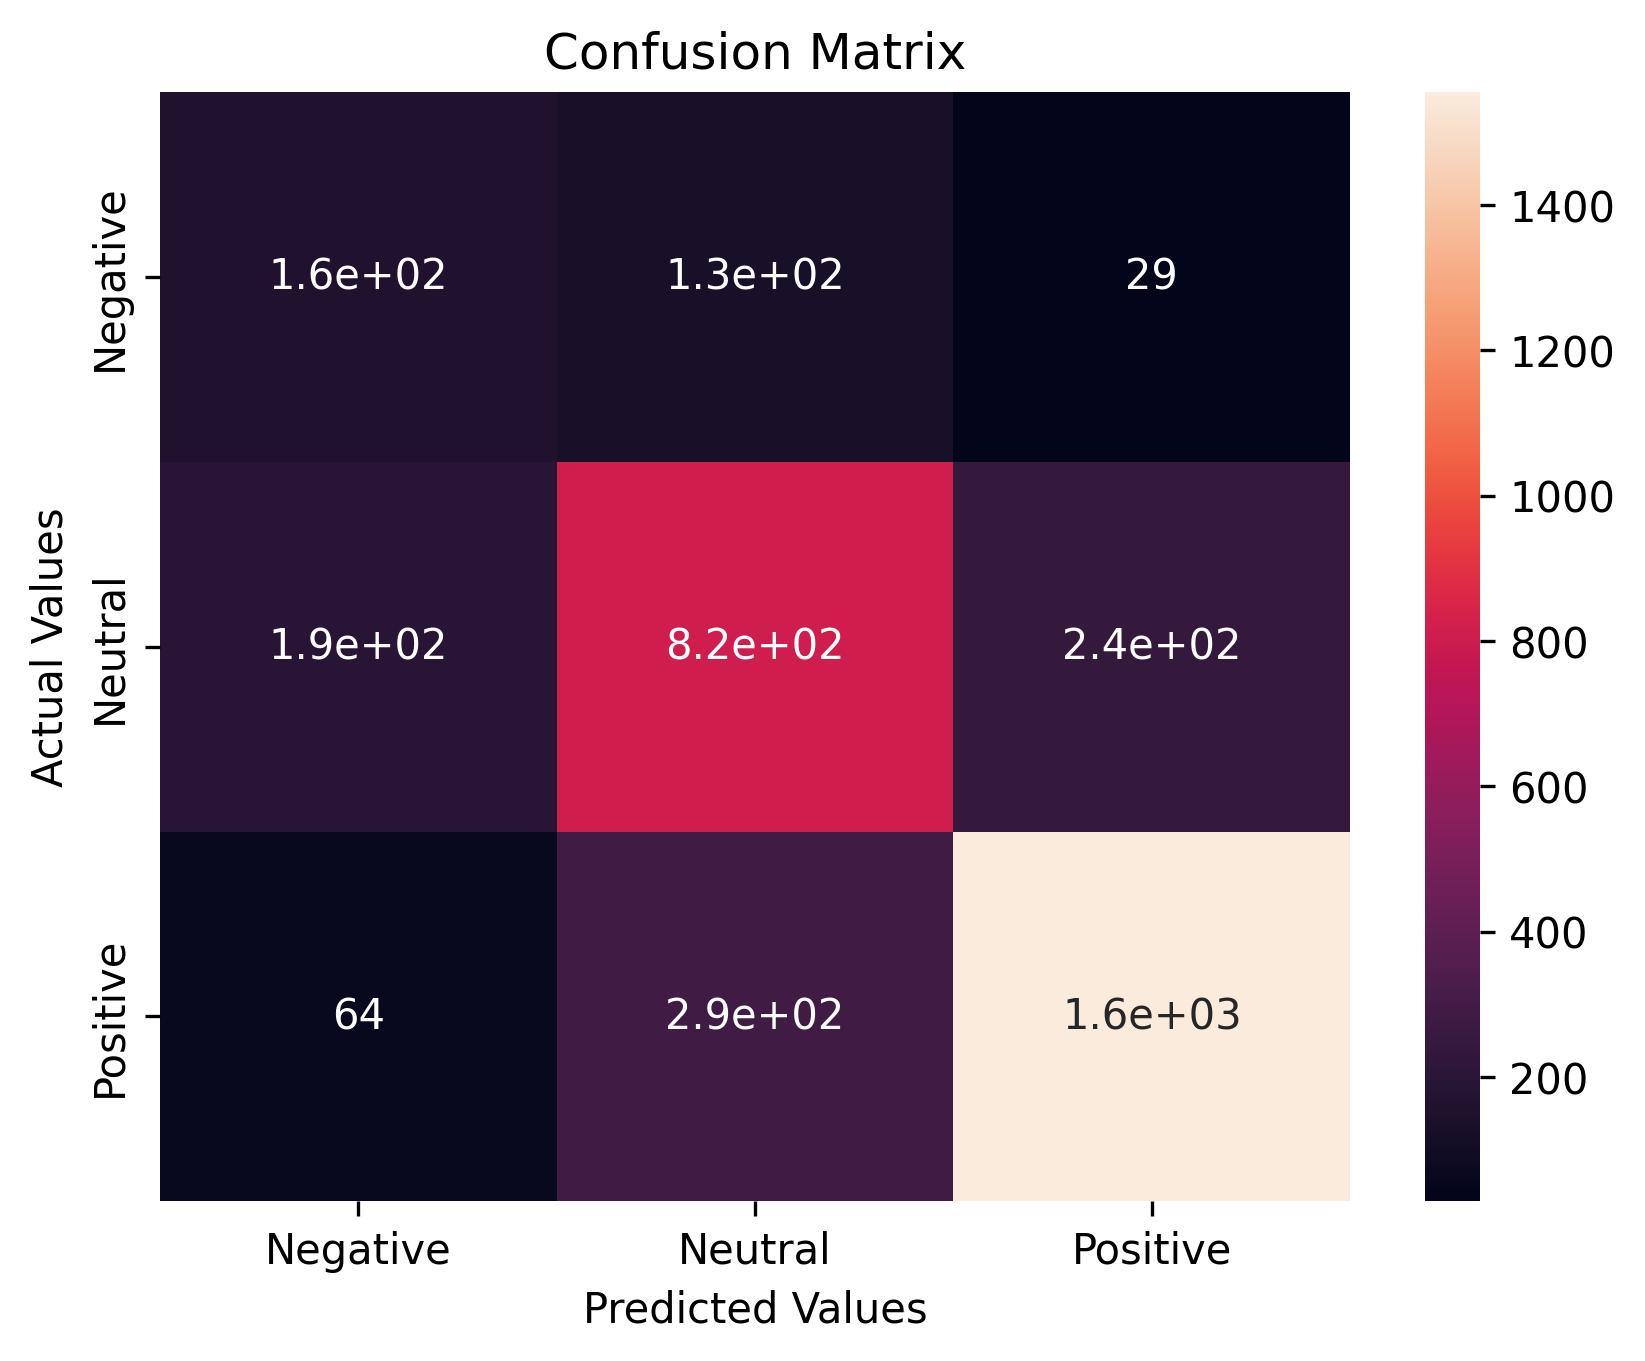 Confusion Matrix
Actual Values
Negative
1.6e+02
1.3e+02
29
Neutral
1.9e+02
8.2e+02
2.4e+02
Positive
64
2.9e+02
1.6e+03
Negative
Neutral
Positive
Predicted Values
1400
1200
1000
800
600
400
200